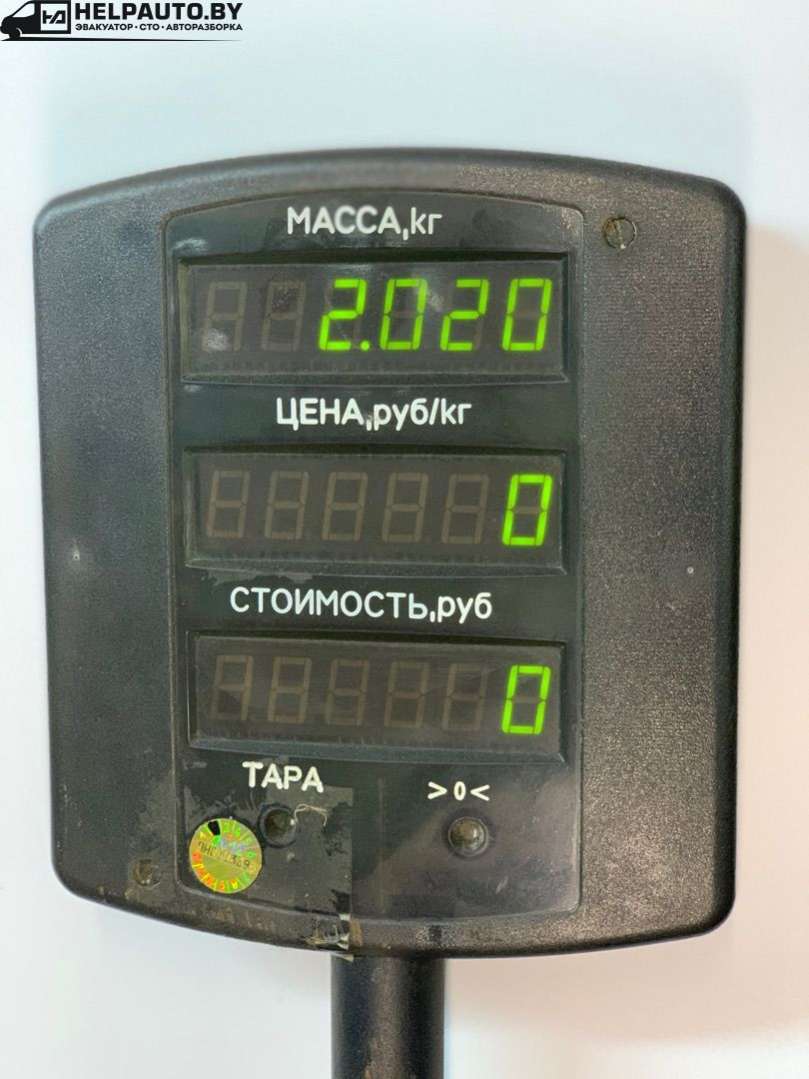 HELPAUTO.BY
ЭВАКУАТОР • СТО • АВТОРАЗБОРКА
МАССА,кг
2.020
ЦЕНА,руб/кг
0
СТОИМОСТЬ,руб
0
ТАРА
>0<